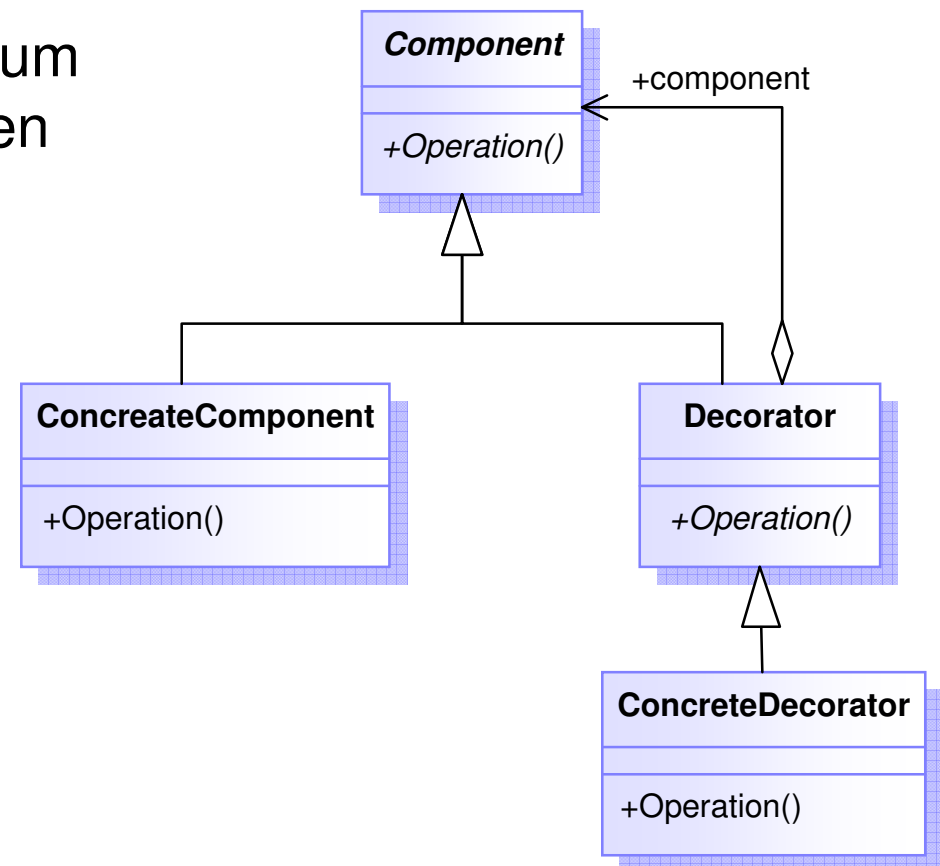 um
en
Component
+Operation()
+component
ConcreateComponent
+Operation()
Decorator
+Operation()
ConcreteDecorator
+Operation()